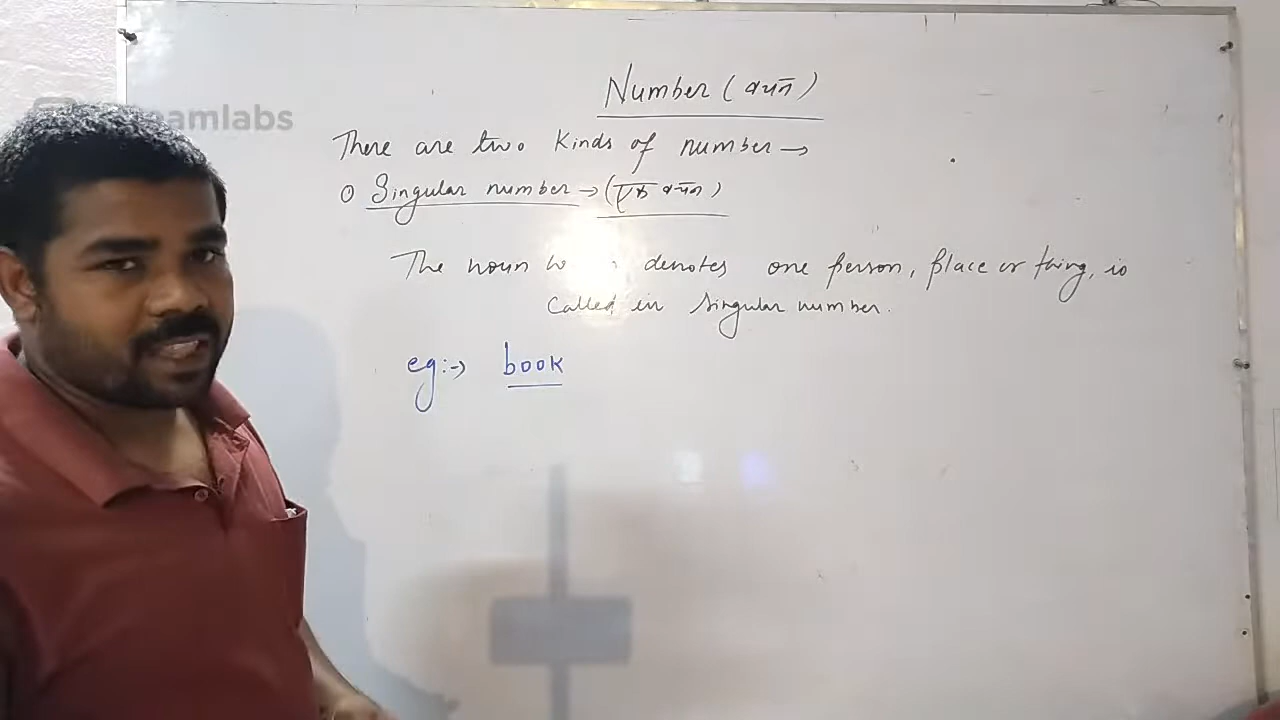 Number (वचन)
There are two kinds of number →
Singular number → (एक वचन)
The noun denotes one person, place or thing, is
called in singular number.
eg:→ book